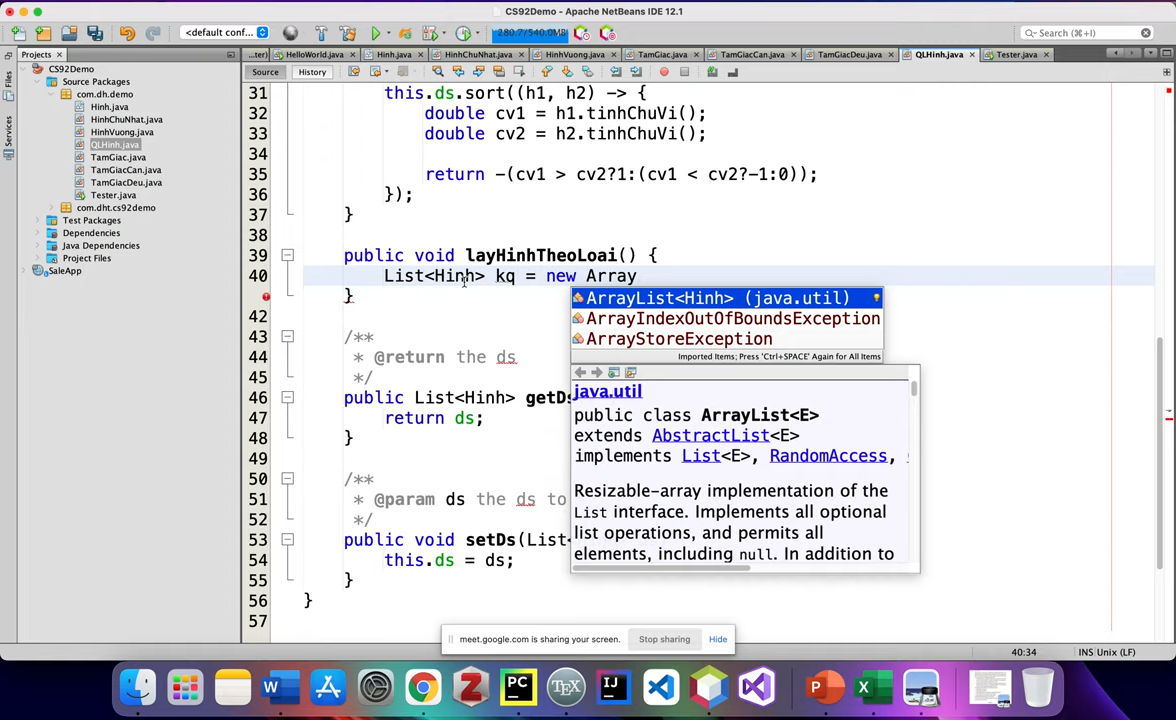 CS92Demo - Apache NetBeans IDE 12.1
<default conf...
280.7/540.0MB
Search (⌘+I)
Projects
...ter)
HelloWorld.java
Hinh.java
HinhChuNhat.java
HinhVuong.java
TamGiac.java
TamGiacCan.java
TamGiacDeu.java
QLHinh.java
Tester.java
Files
Services
Source
History
CS92Demo
Source Packages
com.dh.demo
Hinh.java
HinhChuNhat.java
HinhVuong.java
QLHinh.java
TamGiac.java
TamGiacCan.java
TamGiacDeu.java
Tester.java
com.dht.cs92demo
Test Packages
Dependencies
Java Dependencies
Project Files
SaleApp
31 this.ds.sort((h1, h2) -> {
32 double cv1 = h1.tinhChuVi();
33 double cv2 = h2.tinhChuVi();
34
35 return -(cv1 > cv2?1:(cv1 < cv2?-1:0));
36 });
37 }
38
39 public void layHinhTheoLoai() {
40 List<Hinh> kq = new Array
}
42
43 /**
44 * @return the ds
45 */
46 public List<Hinh> getDs
47 return ds;
48 }
49
50 /**
51 * @param ds the ds to
52 */
53 public void setDs(List<
54 this.ds = ds;
55 }
56 }
57
ArrayList<Hinh> (java.util)
ArrayIndexOutOfBoundsException
ArrayStoreException
Imported Items; Press 'Ctrl+SPACE' Again for All Items
java.util
public class ArrayList<E>
extends AbstractList<E>
implements List<E>, RandomAccess,
Resizable-array implementation of the
List interface. Implements all optional
list operations, and permits all
elements, including null. In addition to
meet.google.com is sharing your screen.
Stop sharing
Hide
40:34
INS Unix (LF)
W
A
Z
PC
TEX
IJ
P
X